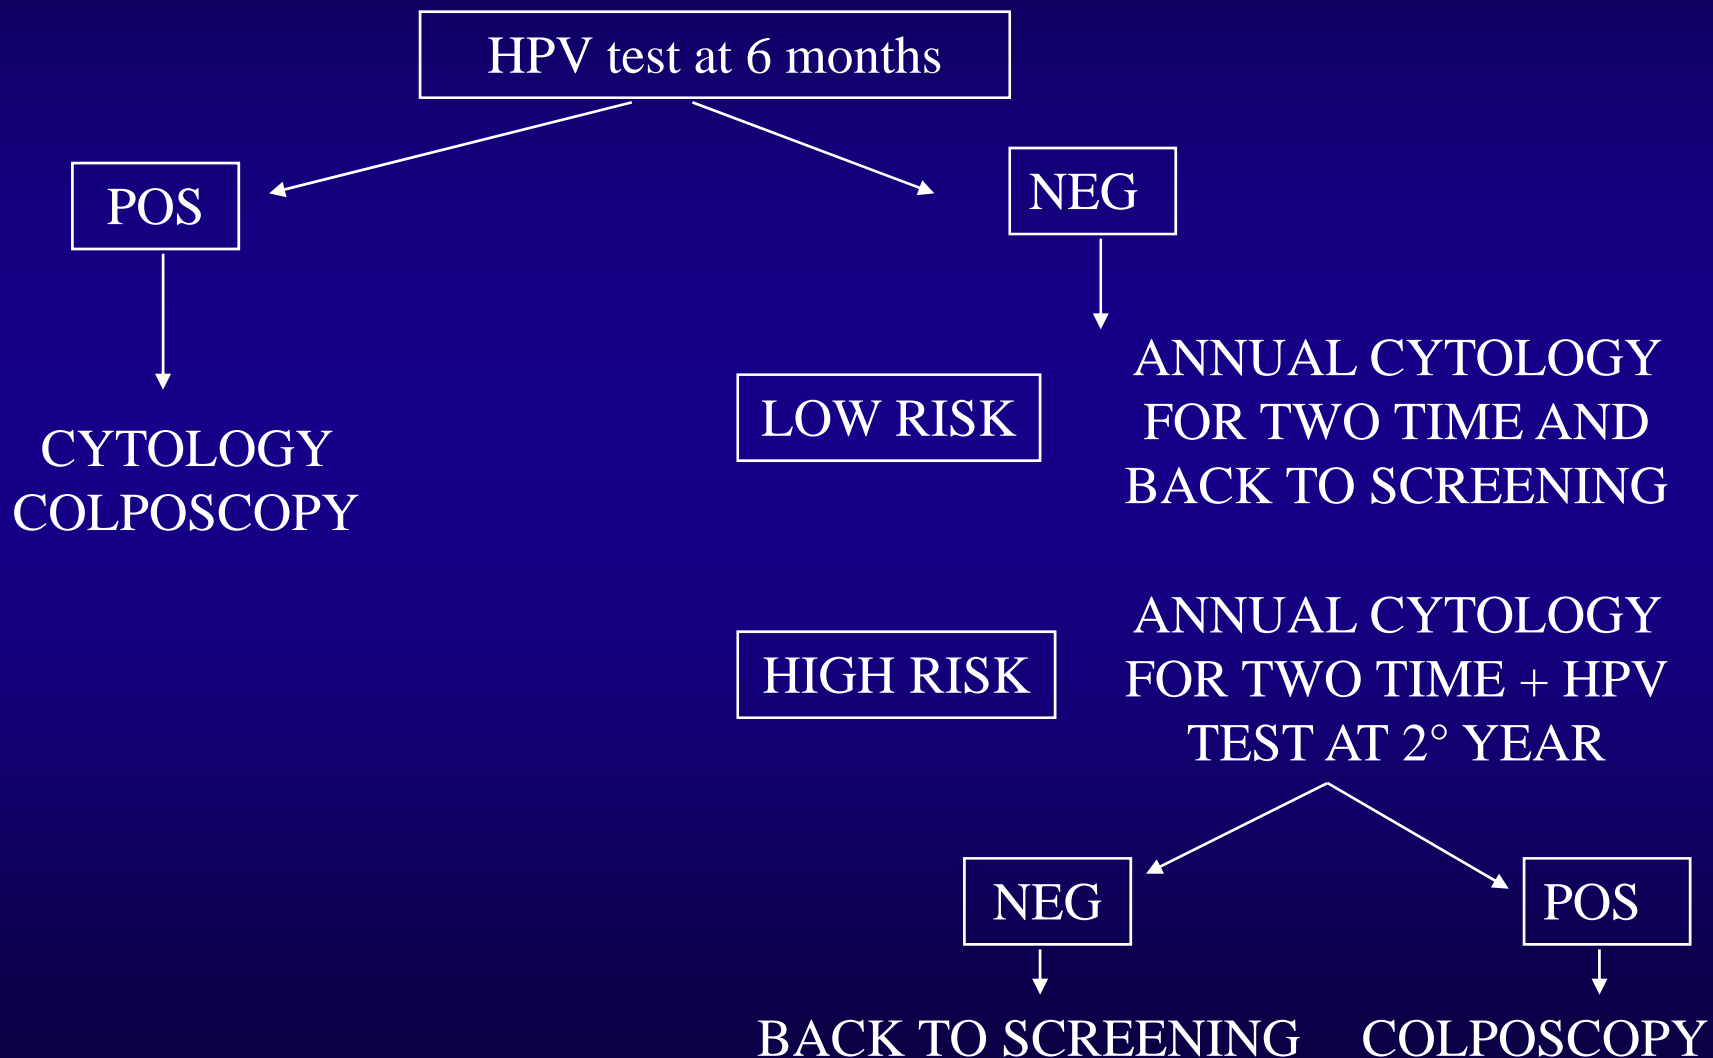 HPV test at 6 months
POS
NEG
CYTOLOGY
COLPOSCOPY
LOW RISK
ANNUAL CYTOLOGY
FOR TWO TIME AND
BACK TO SCREENING
HIGH RISK
ANNUAL CYTOLOGY
FOR TWO TIME + HPV
TEST AT 2° YEAR
NEG
POS
BACK TO SCREENING
COLPOSCOPY